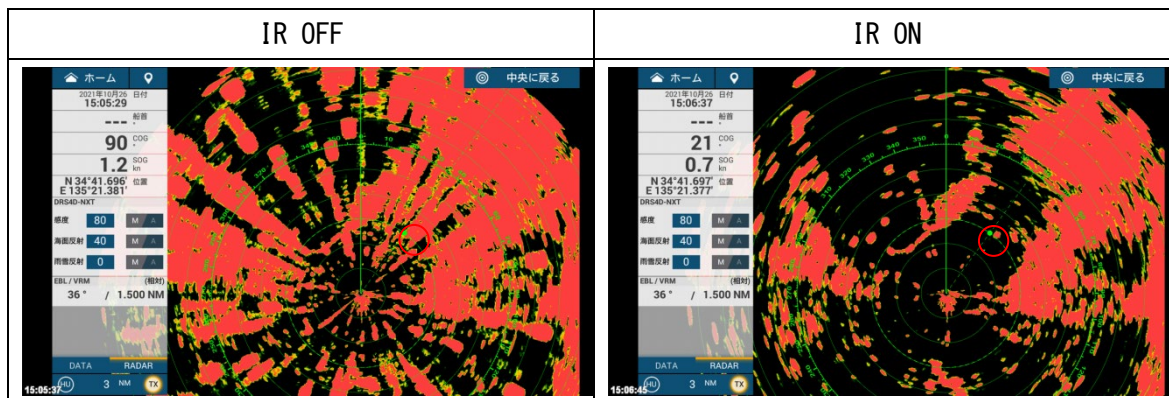 IR OFF
IR ON
ホーム
中央に戻る
2021年10月26 日付
15:05:29
--- 船首
90 COG
1.2 SOG kn
N 34°41.696' 位置
E 135°21.381'
DRS4D-NXT
感度 80 M A
海面反射 40 M A
雨雪反射 0 M A
EBL / VRM (相対)
36 ° / 1.500 NM
DATA RADAR
15:05:37 HU 3 NM TX
ホーム
中央に戻る
2021年10月26 日付
15:06:37
--- 船首
21 COG
0.7 SOG kn
N 34°41.697' 位置
E 135°21.377'
DRS4D-NXT
感度 80 M A
海面反射 40 M A
雨雪反射 0 M A
EBL / VRM (相対)
36 ° / 1.500 NM
DATA RADAR
15:06:45 HU 3 NM TX